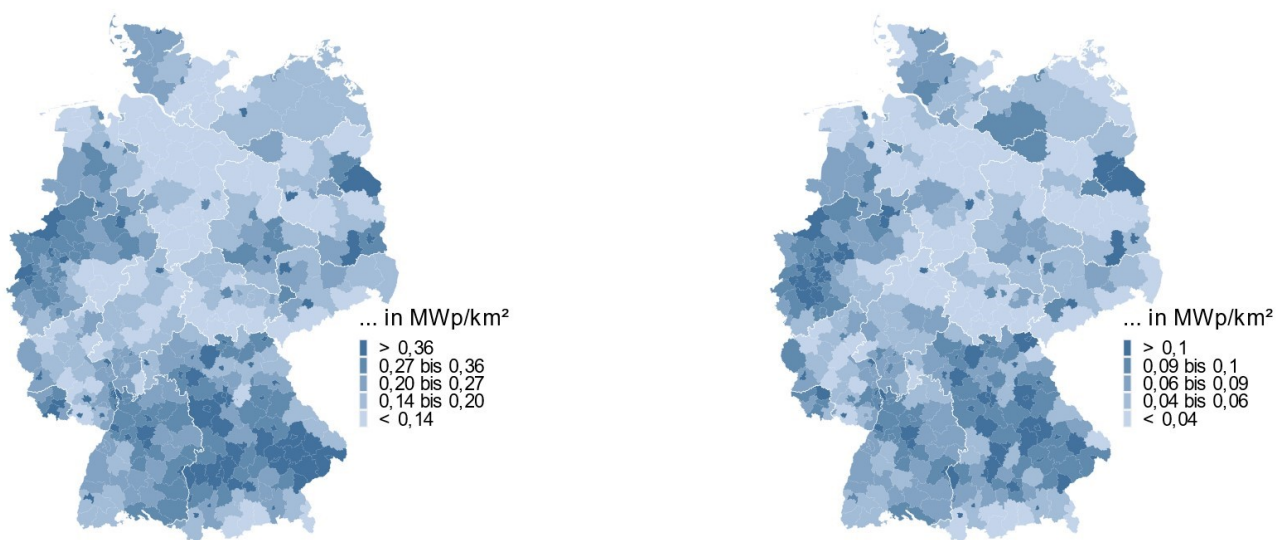 ... in MWp/km²
> 0,36
0,27 bis 0,36
0,20 bis 0,27
0,14 bis 0,20
< 0,14
... in MWp/km²
> 0,1
0,09 bis 0,1
0,06 bis 0,09
0,04 bis 0,06
< 0,04